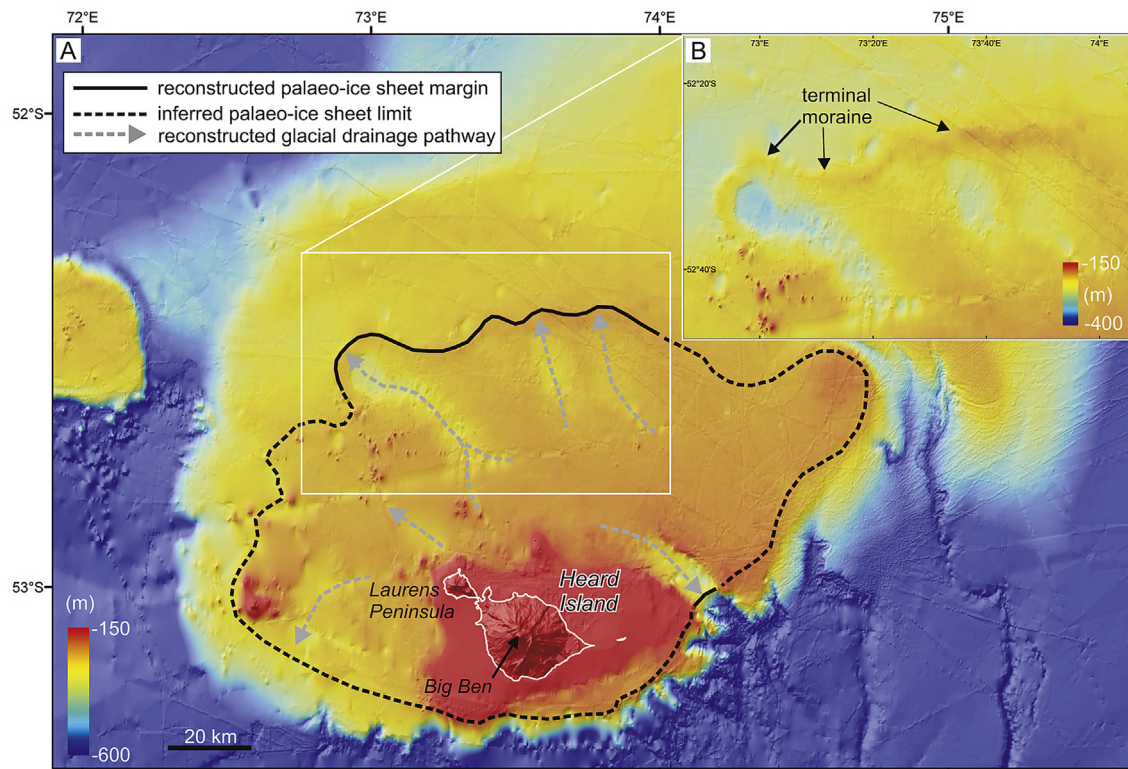 72°E
73°E
74°E
75°E
A
reconstructed palaeo-ice sheet margin
inferred palaeo-ice sheet limit
reconstructed glacial drainage pathway
52°S
53°S
B
73°E
73°20'E
73°40'E
74°E
52°20'S
52°40'S
terminal
moraine
-150
(m)
-400
Laurens
Peninsula
Heard
Island
Big Ben
(m)
-150
-600
20 km